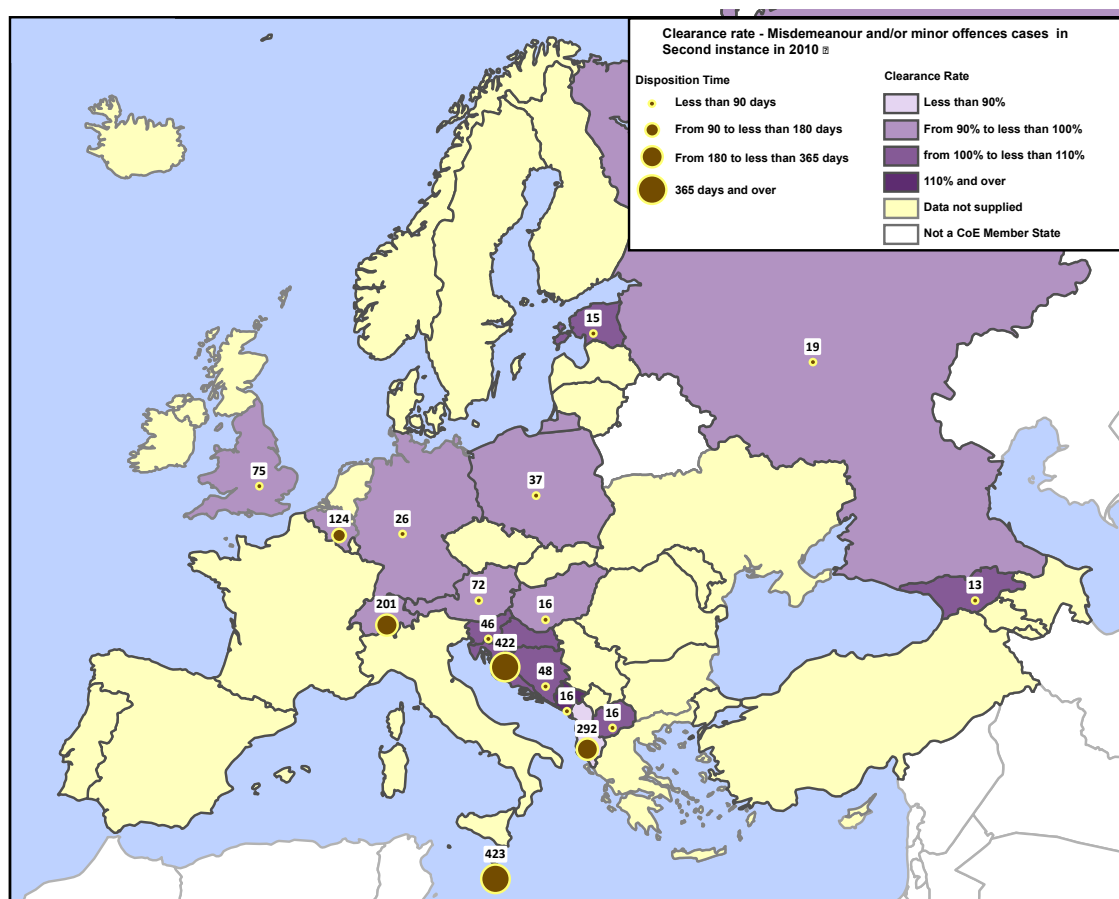 Clearance rate - Misdemeanour and/or minor offences cases in
Second instance in 2010
Disposition Time
Less than 90 days
From 90 to less than 180 days
From 180 to less than 365 days
365 days and over
Clearance Rate
Less than 90%
From 90% to less than 100%
from 100% to less than 110%
110% and over
Data not supplied
Not a CoE Member State
15
19
75
37
124
26
72
13
201
16
46
422
48
16
16
292
423